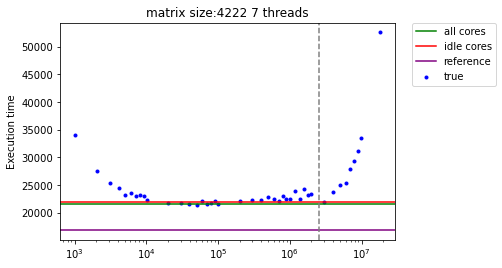 matrix size:4222 7 threads
all cores
idle cores
reference
true
Execution time
50000
45000
40000
35000
30000
25000
20000
10³ 10⁴ 10⁵ 10⁶ 10⁷